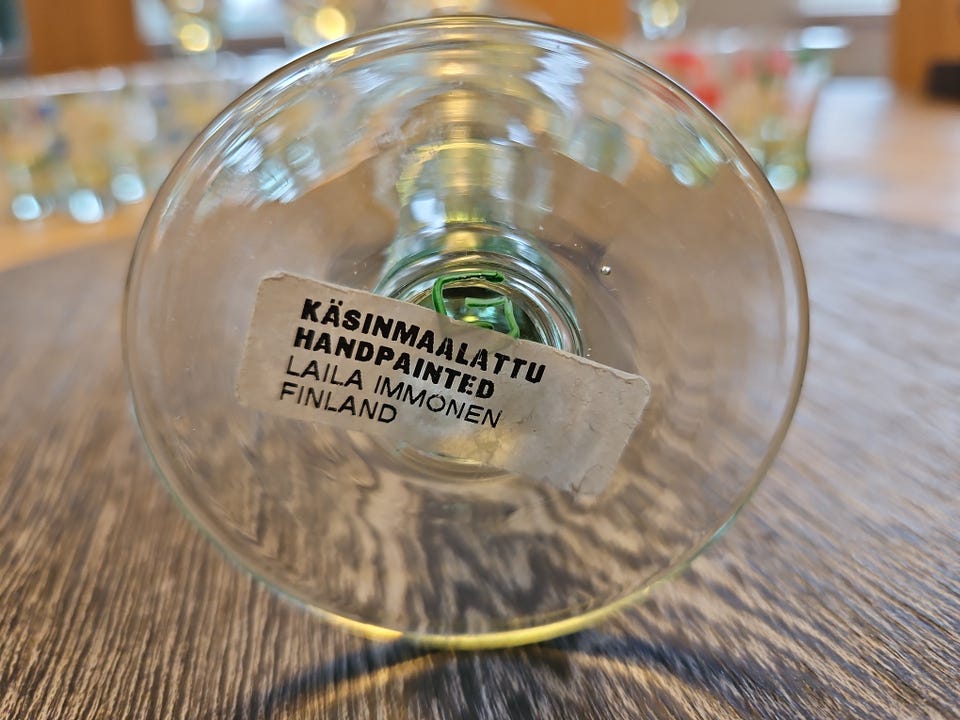 KÄSINMAALATTU
HANDPAINTED
LAILA IMMONEN
FINLAND